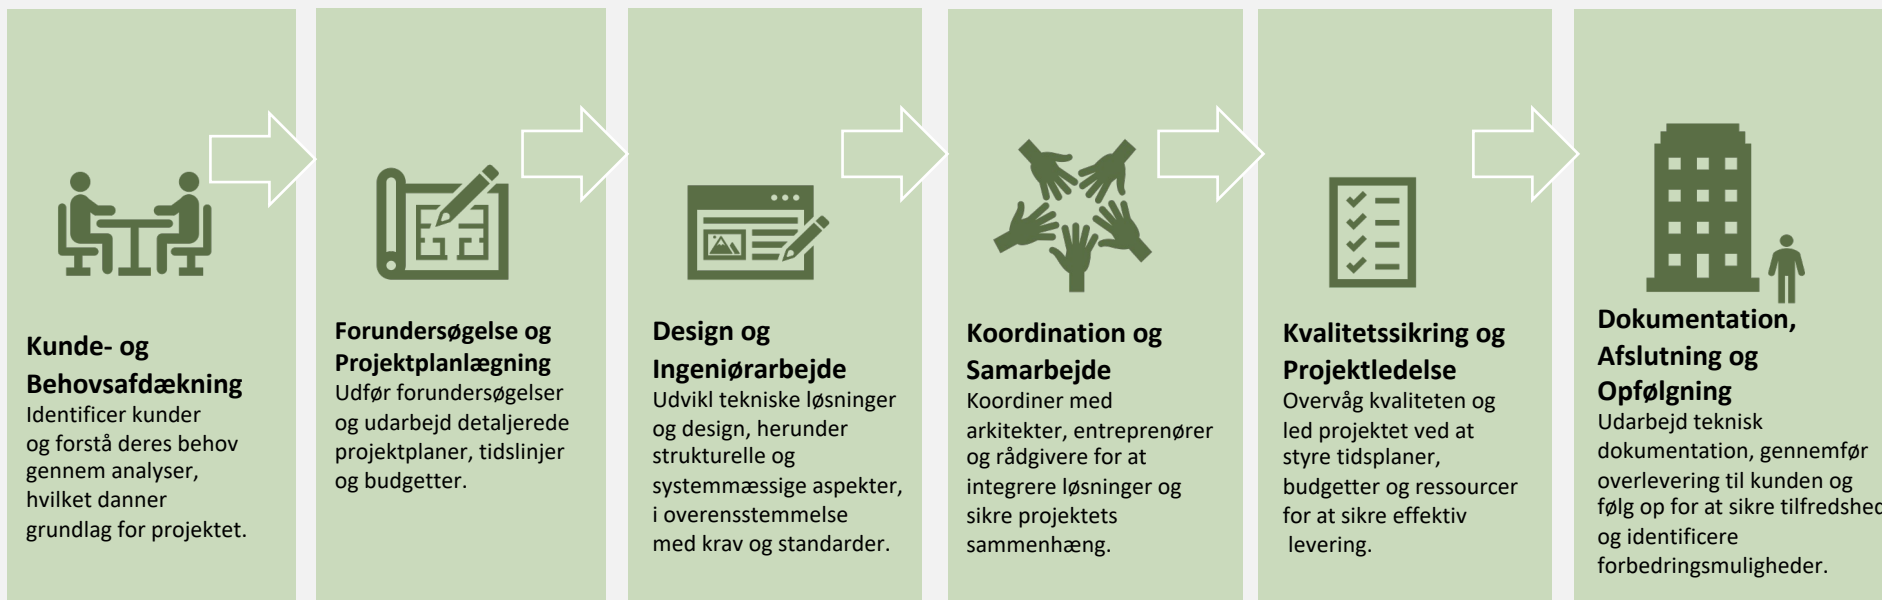 Kunde- og
Behovsafdækning
Identificer kunder
og forstå deres behov
gennem analyser,
hvilket danner
grundlag for projektet.
Forundersøgelse og
Projektplanlægning
Udfør forundersøgelser
og udarbejd detaljerede
projektplaner, tidslinjer
og budgetter.
Design og
Ingeniørarbejde
Udvikl tekniske løsninger
og design, herunder
strukturelle og
systemmæssige aspekter,
i overensstemmelse
med krav og standarder.
Koordination og
Samarbejde
Koordiner med
arkitekter, entreprenører
og rådgivere for at
integrere løsninger og
sikre projektets
sammenhæng.
Kvalitetssikring og
Projektledelse
Overvåg kvaliteten og
led projektet ved at
styre tidsplaner,
budgetter og ressourcer
for at sikre effektiv
levering.
Dokumentation,
Afslutning og
Opfølgning
Udarbejd teknisk
dokumentation, gennemfør
overlevering til kunden og
følg op for at sikre tilfredshed
og identificere
forbedringsmuligheder.